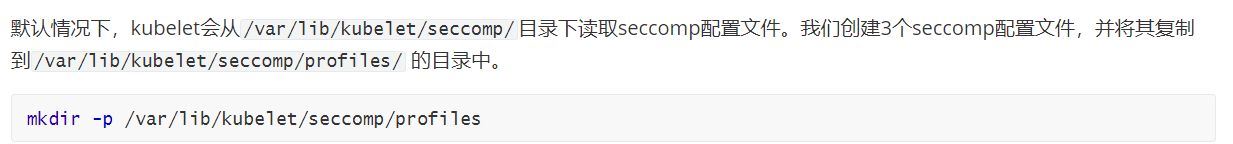 默认情况下，kubelet会从/var/lib/kubelet/seccomp/目录下读取seccomp配置文件。我们创建3个seccomp配置文件，并将其复制
到/var/lib/kubelet/seccomp/profiles/ 的目录中。
mkdir -p /var/lib/kubelet/seccomp/profiles